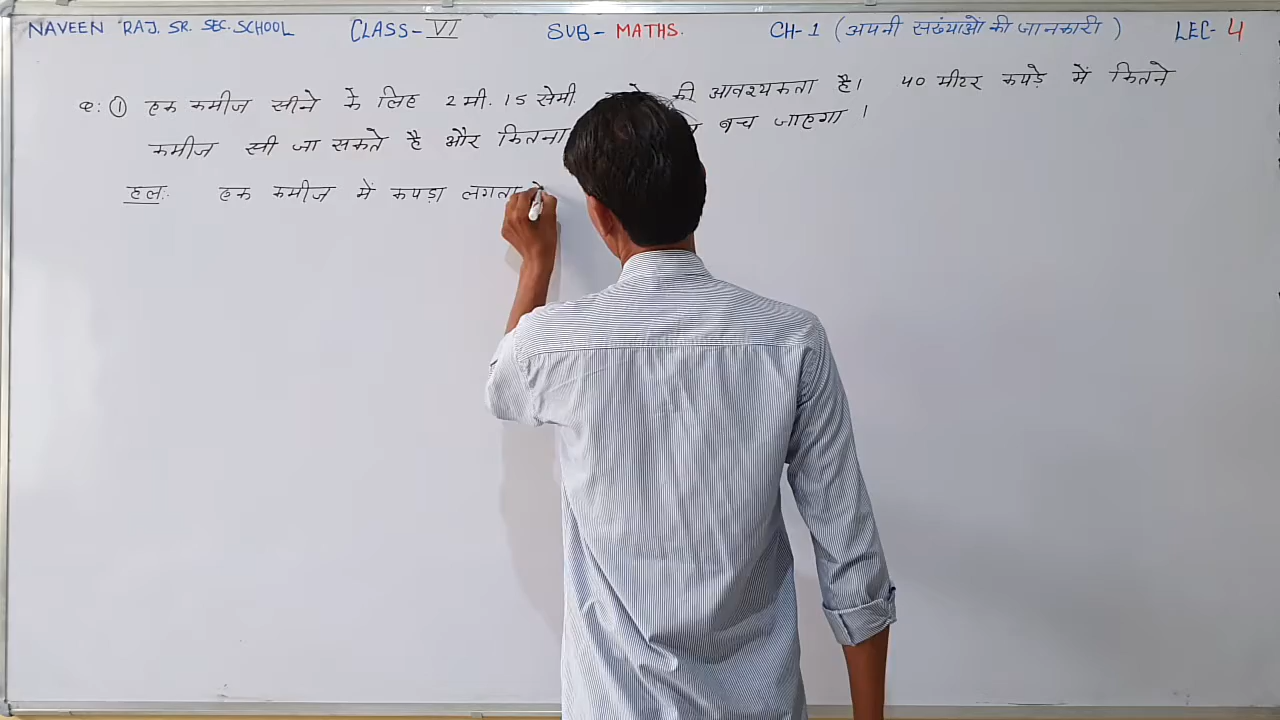 NAVEEN RAJ. SR. SEC. SCHOOL CLASS- VI SUB- MATHS. CH-1 ( अपनी संख्याओ की जानकारी ) LEC- 4
Q: ① एक कमीज सीने के लिए 2 मी. 15 सेमी. की आवश्यकता है। 40 मीटर कपड़े में कितने
कमीज सी जा सकते है और कितना बच जाएगा ।
हल:- एक कमीज में कपड़ा लगता